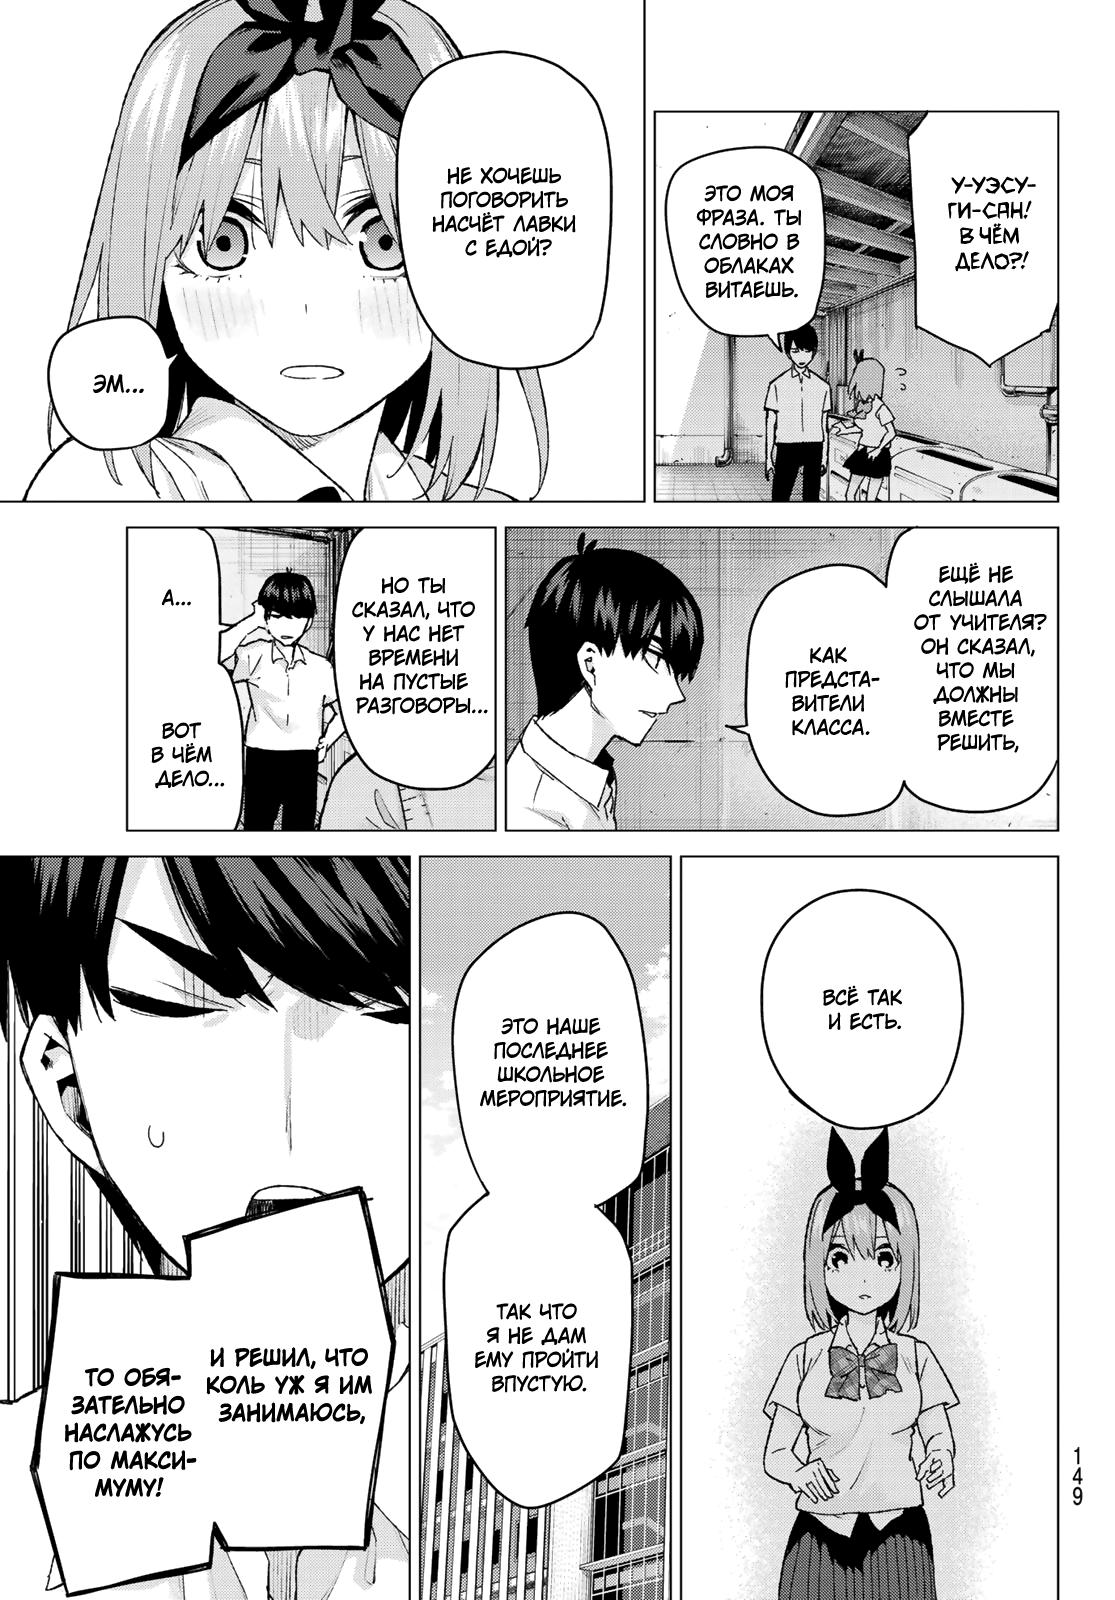 У-УЭСУ-
ГИ-САН!
В ЧЁМ
ДЕЛО?!
ЭТО МОЯ
ФРАЗА. ТЫ
СЛОВНО В
ОБЛАКАХ
ВИТАЕШЬ.
НЕ ХОЧЕШЬ
ПОГОВОРИТЬ
НАСЧЁТ ЛАВКИ
С ЕДОЙ?
ЭМ...
ЕЩЁ НЕ
СЛЫШАЛА
ОТ УЧИТЕЛЯ?
ОН СКАЗАЛ,
ЧТО МЫ
ДОЛЖНЫ
ВМЕСТЕ
РЕШИТЬ,
КАК
ПРЕДСТА-
ВИТЕЛИ
КЛАССА.
НО ТЫ
СКАЗАЛ, ЧТО
У НАС НЕТ
ВРЕМЕНИ
НА ПУСТЫЕ
РАЗГОВОРЫ...
А...
ВОТ
В ЧЁМ
ДЕЛО...
ВСЁ ТАК
И ЕСТЬ.
ЭТО НАШЕ
ПОСЛЕДНЕЕ
ШКОЛЬНОЕ
МЕРОПРИЯТИЕ.
ТАК ЧТО
Я НЕ ДАМ
ЕМУ ПРОЙТИ
ВПУСТУЮ.
И РЕШИЛ, ЧТО
КОЛЬ УЖ Я ИМ
ЗАНИМАЮСЬ,
ТО ОБЯ-
ЗАТЕЛЬНО
НАСЛАЖУСЬ
ПО МАКСИ-
МУМУ!
149